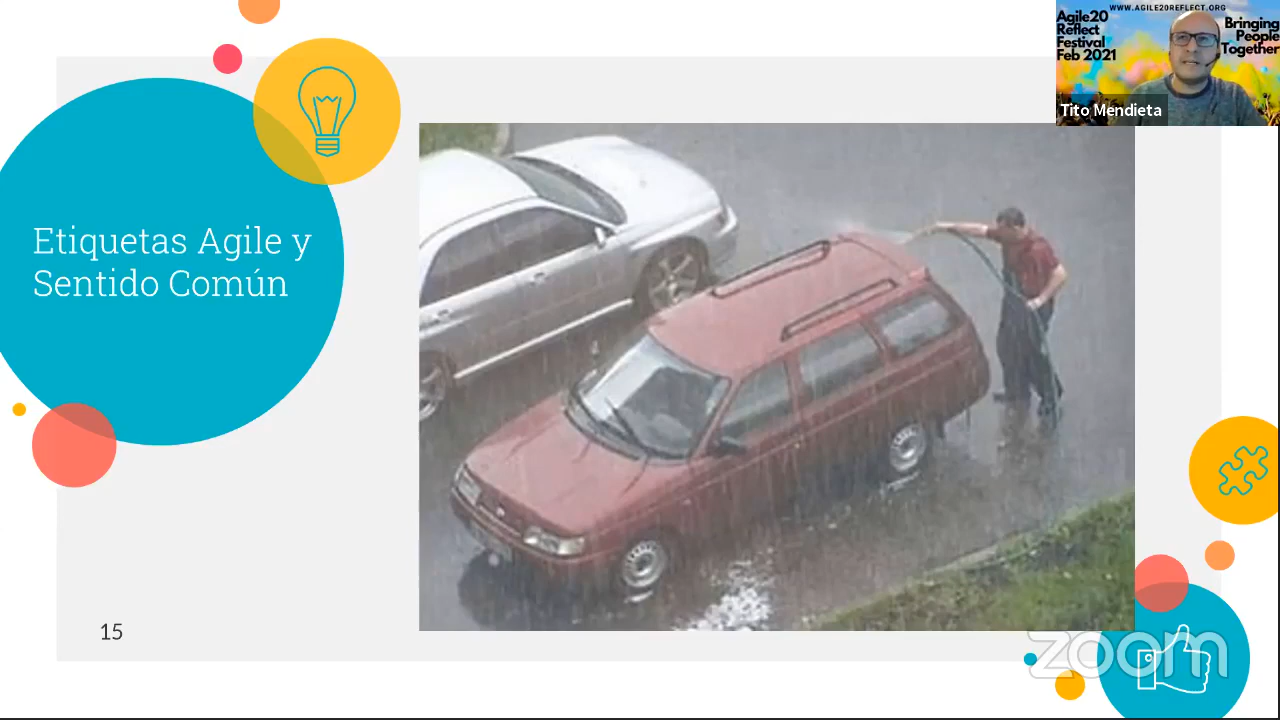 WWW.AGILE20REFLECT.ORG
Agile20
Reflect
Festival
Feb 2021
Bringing
People
Together
Tito Mendieta
Etiquetas Agile y
Sentido Común
15
zoom